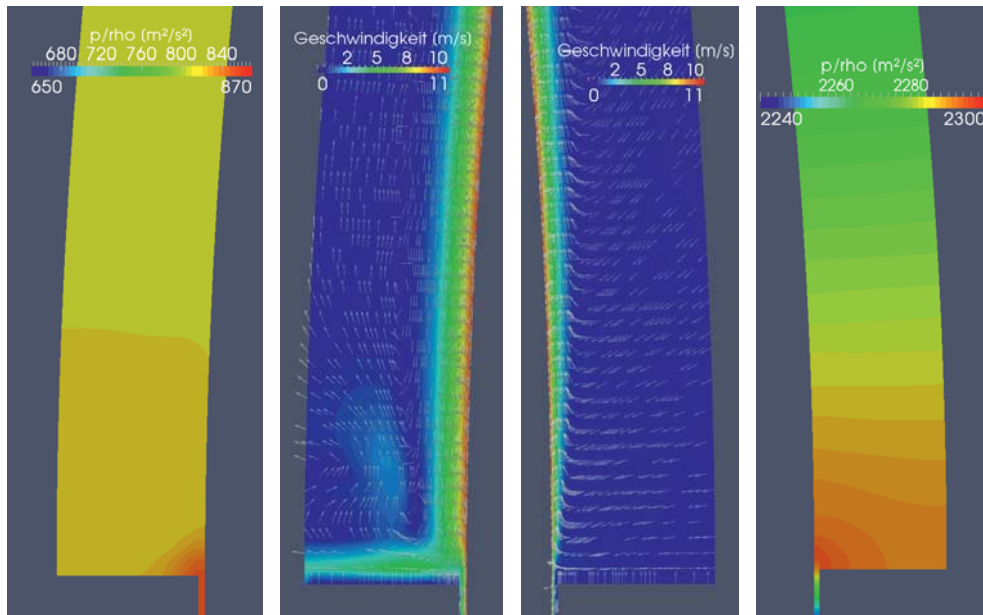 p/rho (m²/s²)
680 720 760 800 840
650 870
Geschwindigkeit [m/s]
2 5 8 10
0 11
Geschwindigkeit [m/s]
2 5 8 10
0 11
p/rho (m²/s²)
2260 2280
2240 2300